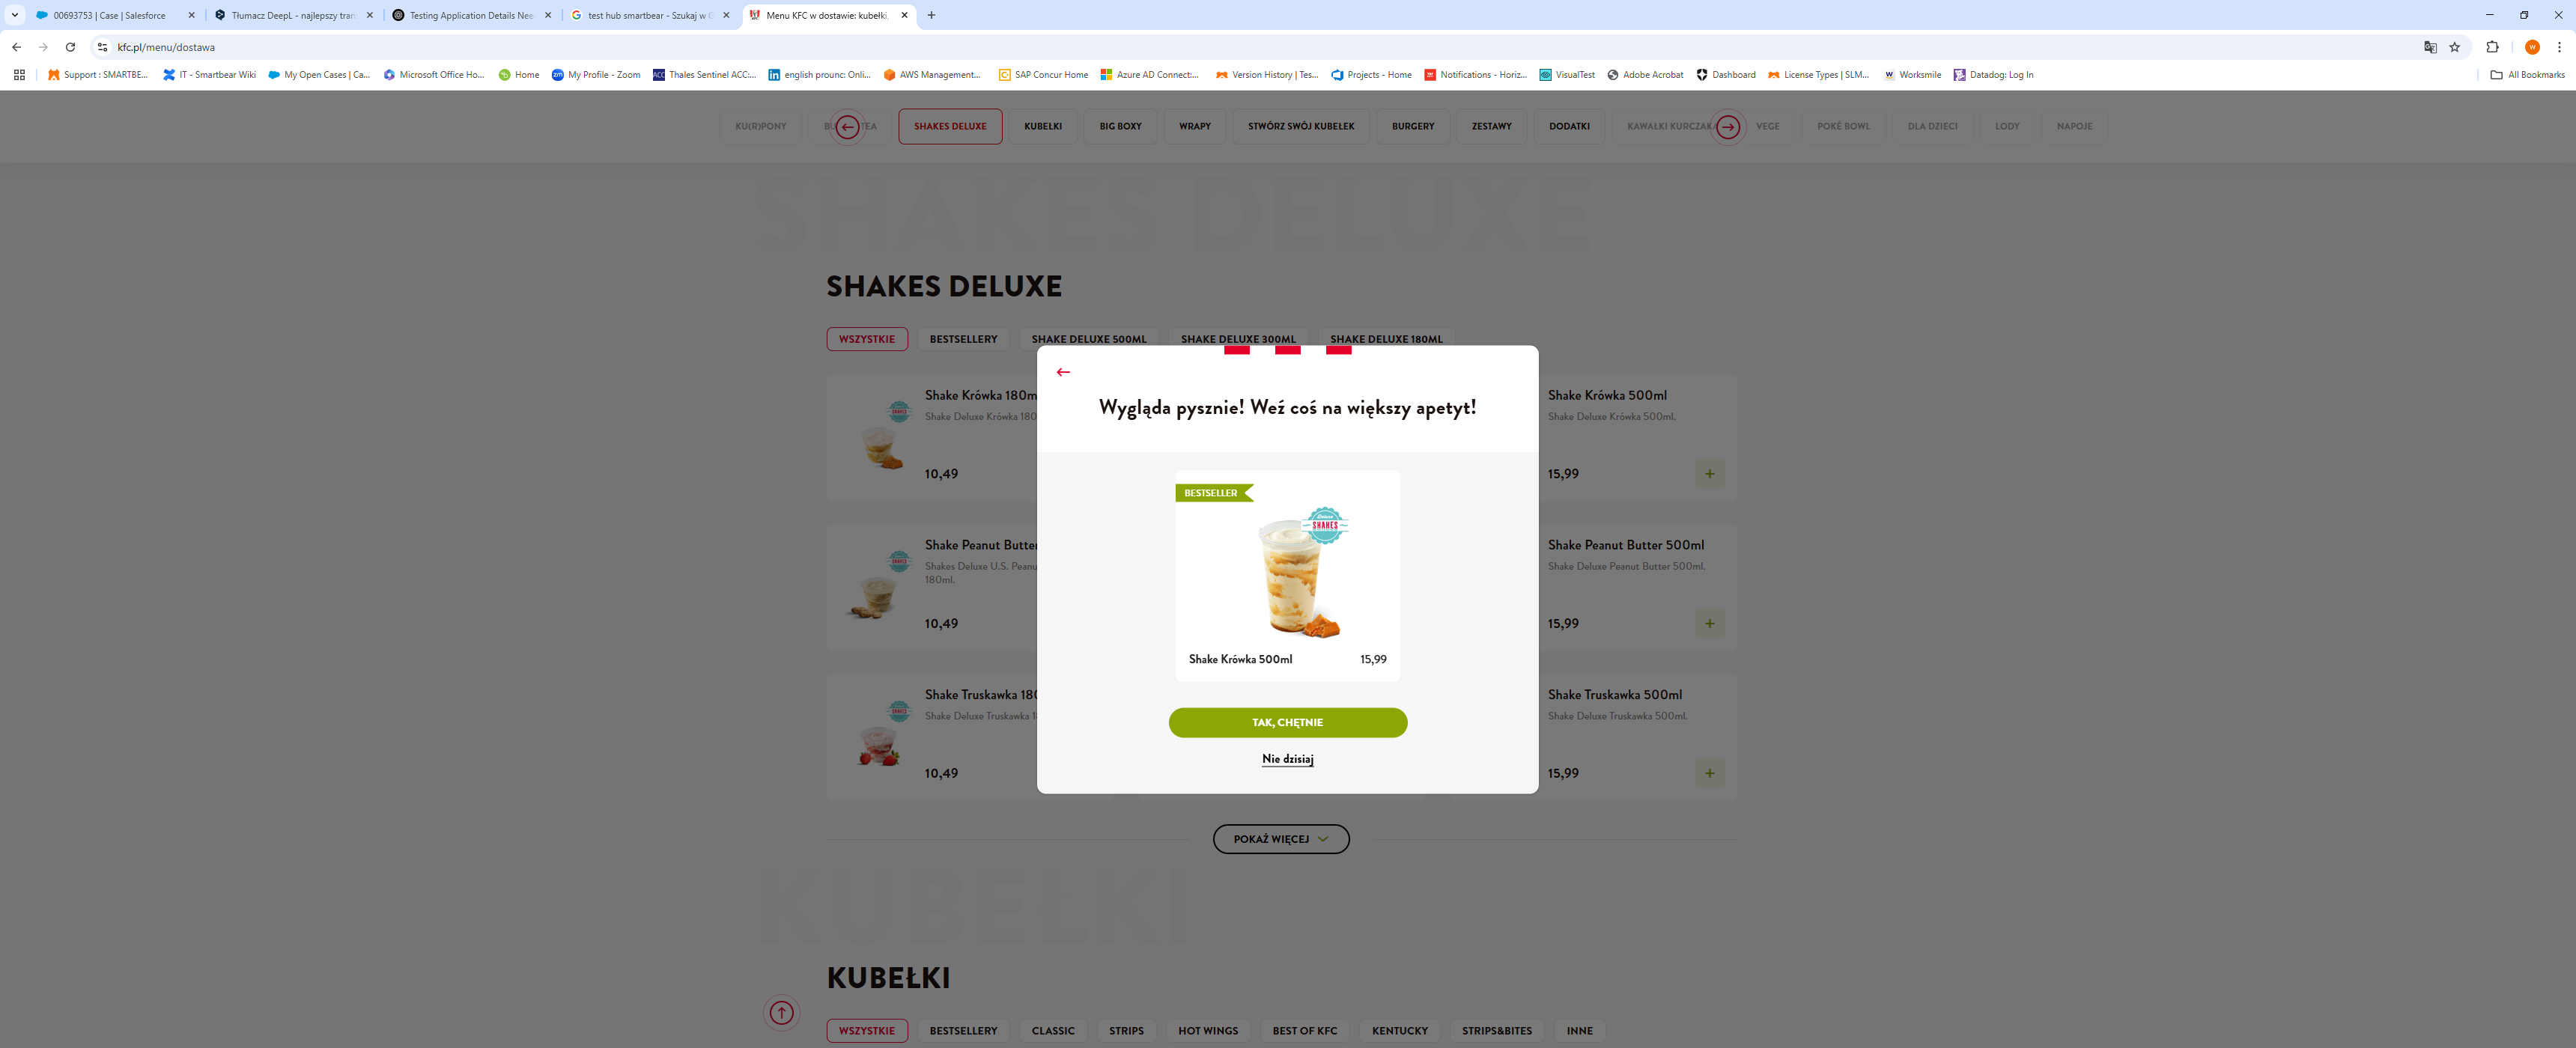 00693753 | Case | Salesforce
Tłumacz DeepL - najlepszy tran
Testing Application Details Nee
test hub smartbear - Szukaj w G
Menu KFC w dostawie: kubełki,
kfc.pl/menu/dostawa
Support : SMARTBE...
IT - Smartbear Wiki
My Open Cases | Ca...
Microsoft Office Ho...
Home
My Profile - Zoom
Thales Sentinel ACC:...
english prounc: Onli...
AWS Management...
SAP Concur Home
Azure AD Connect:...
Version History | Tes...
Projects - Home
Notifications - Horiz...
VisualTest
Adobe Acrobat
Dashboard
License Types | SLM...
Worksmile
Datadog: Log In
All Bookmarks
KU(R)PONY
BU TEA
SHAKES DELUXE
KUBEŁKI
BIG BOXY
WRAPY
STWÓRZ SWÓJ KUBEŁEK
BURGERY
ZESTAWY
DODATKI
KAWAŁKI KURCZAKA
VEGE
POKÉ BOWL
DLA DZIECI
LODY
NAPOJE
SHAKES DELUXE
SHAKES DELUXE
WSZYSTKIE
BESTSELLERY
SHAKE DELUXE 500ML
SHAKE DELUXE 300ML
SHAKE DELUXE 180ML
Shake Krówka 180m
Shake Deluxe Krówka 180
10,49
Shake Krówka 500ml
Shake Deluxe Krówka 500ml.
15,99
Shake Peanut Butter
Shakes Deluxe U.S. Peanu
180ml.
10,49
Shake Peanut Butter 500ml
Shake Deluxe Peanut Butter 500ml.
15,99
Shake Truskawka 180
Shake Deluxe Truskawka 1
10,49
Shake Truskawka 500ml
Shake Deluxe Truskawka 500ml.
15,99
Wygląda pysznie! Weź coś na większy apetyt!
BESTSELLER
SHAKES
Shake Krówka 500ml
15,99
TAK, CHĘTNIE
Nie dzisiaj
POKAŻ WIĘCEJ
KUBEŁKI
KUBEŁKI
WSZYSTKIE
BESTSELLERY
CLASSIC
STRIPS
HOT WINGS
BEST OF KFC
KENTUCKY
STRIPS&BITES
INNE